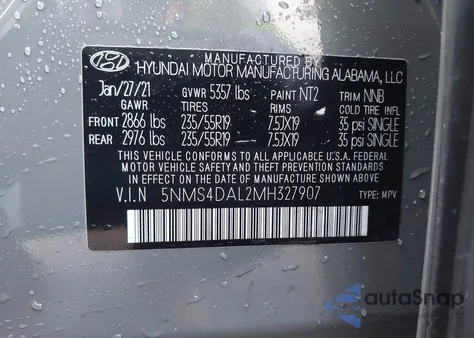 MANUFACTURED BY
HYUNDAI MOTOR MANUFACTURING ALABAMA, LLC
Jan/27/21 GVWR 5357 lbs PAINT NT2 TRIM NNB
GAWR TIRES RIMS COLD TIRE INFL
FRONT 2866 lbs 235/55R19 7.5JX19 35 psi SINGLE
REAR 2976 lbs 235/55R19 7.5JX19 35 psi SINGLE
THIS VEHICLE CONFORMS TO ALL APPLICABLE U.S.A. FEDERAL
MOTOR VEHICLE SAFETY, BUMPER, AND
THEFT PREVENTION STANDARDS IN EFFECT ON
THE DATE OF MANUFACTURE SHOWN ABOVE.
V.I.N 5NMS4DAL2MH327907 TYPE: MPV
autoSnap